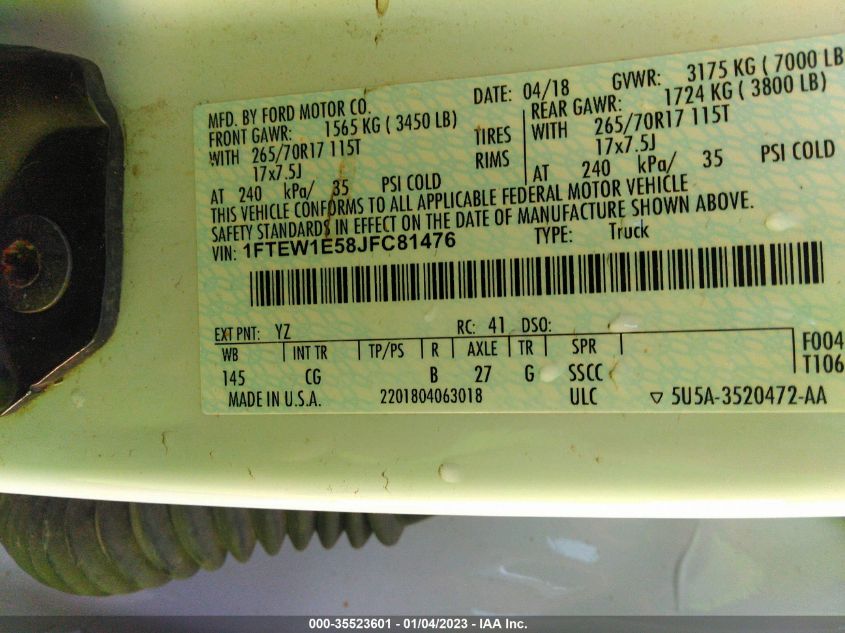 MFD. BY FORD MOTOR CO. DATE: 04/18 GVWR: 3175 KG ( 7000 LB
FRONT GAWR: 1565 KG ( 3450 LB) REAR GAWR: 1724 KG ( 3800 LB)
WITH 265/70R17 115T TIRES WITH 265/70R17 115T
17x7.5J RIMS 17x7.5J
AT 240 kPa/ 35 PSI COLD AT 240 kPa/ 35 PSI COLD
THIS VEHICLE CONFORMS TO ALL APPLICABLE FEDERAL MOTOR VEHICLE
SAFETY STANDARDS IN EFFECT ON THE DATE OF MANUFACTURE SHOWN ABOVE.
VIN: 1FTEW1E58JFC81476 TYPE: Truck
EXT PNT: YZ RC: 41 DSO:
WB INT TR TP/PS R AXLE TR SPR F004
145 CG B 27 G SSCC T106
MADE IN U.S.A. 2201804063018 ULC ▽ 5U5A-3520472-AA
000-35523601 - 01/04/2023 - IAA Inc.